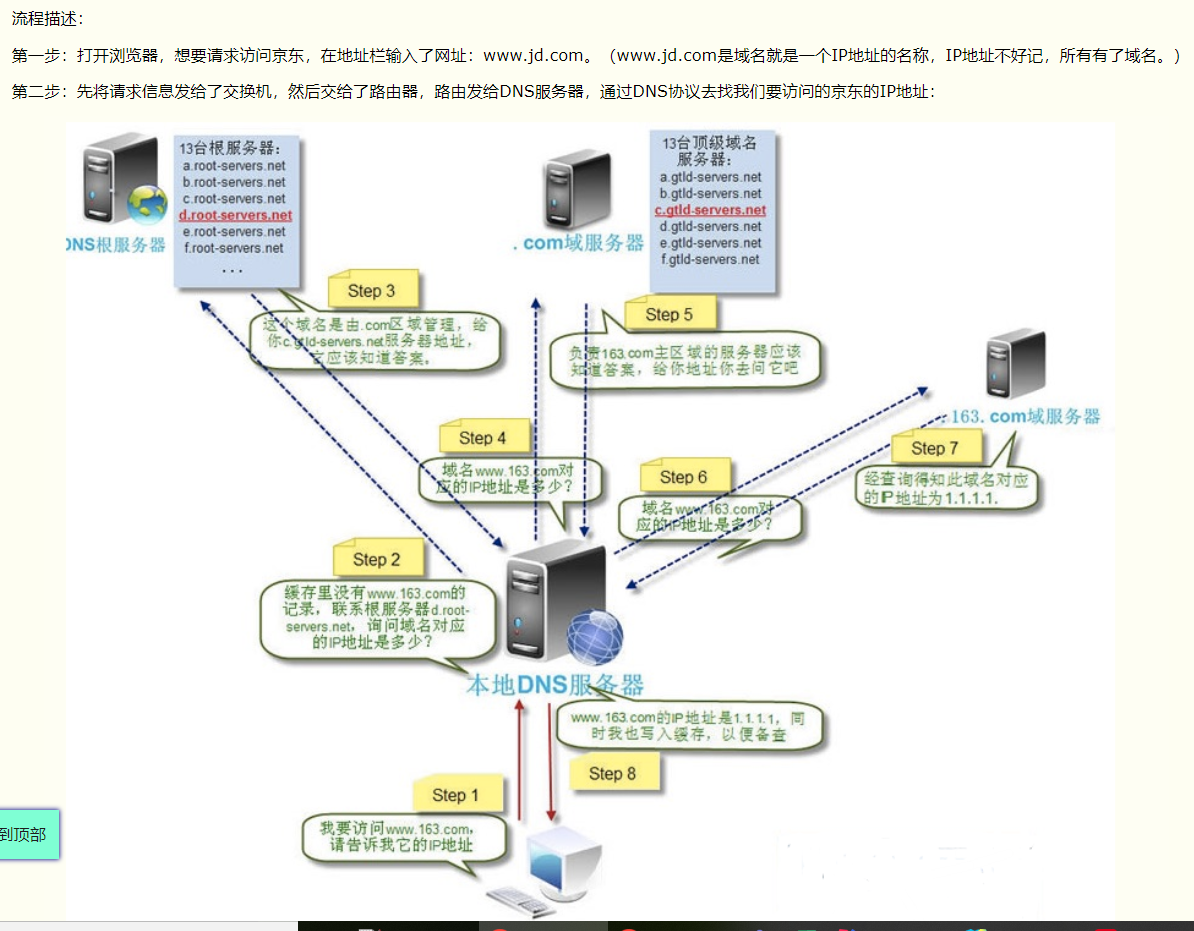 流程描述：
第一步：打开浏览器，想要请求访问京东，在地址栏输入了网址：www.jd.com。（www.jd.com是域名就是一个IP地址的名称，IP地址不好记，所有有了域名。）
第二步：先将请求信息发给了交换机，然后交给了路由器，路由发给DNS服务器，通过DNS协议去找我们要访问的京东的IP地址：
13台根服务器：
a.root-servers.net
b.root-servers.net
c.root-servers.net
d.root-servers.net
e.root-servers.net
f.root-servers.net
...
DNS根服务器
13台顶级域名
服务器：
a.gtld-servers.net
b.gtld-servers.net
c.gtld-servers.net
d.gtld-servers.net
e.gtld-servers.net
f.gtld-servers.net
.com域服务器
Step 3
这个域名是由.com区域管理，给
你c.gtld-servers.net服务器地址，
它应该知道答案。
Step 5
负责163.com主区域的服务器应该
知道答案，给你地址你去问它吧
.163.com域服务器
Step 4
域名www.163.com对
应的IP地址是多少？
Step 6
域名www.163.com对
应的IP地址是多少？
Step 7
经查询得知此域名对应
的IP地址为1.1.1.1.
Step 2
缓存里没有www.163.com的
记录，联系根服务器d.root-
servers.net，询问域名对应
的IP地址是多少？
本地DNS服务器
www.163.com的IP地址是1.1.1.1，同
时我也写入缓存，以便备查
Step 8
Step 1
我要访问www.163.com，
请告诉我它的IP地址
到顶部